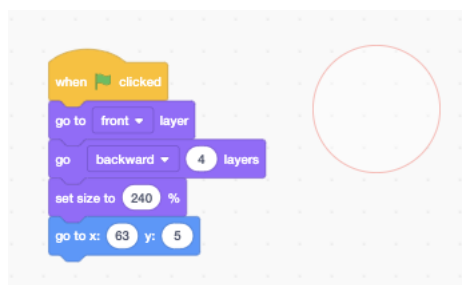 when clicked
go to front layer
go backward 4 layers
set size to 240 %
go to x: 63 y: 5